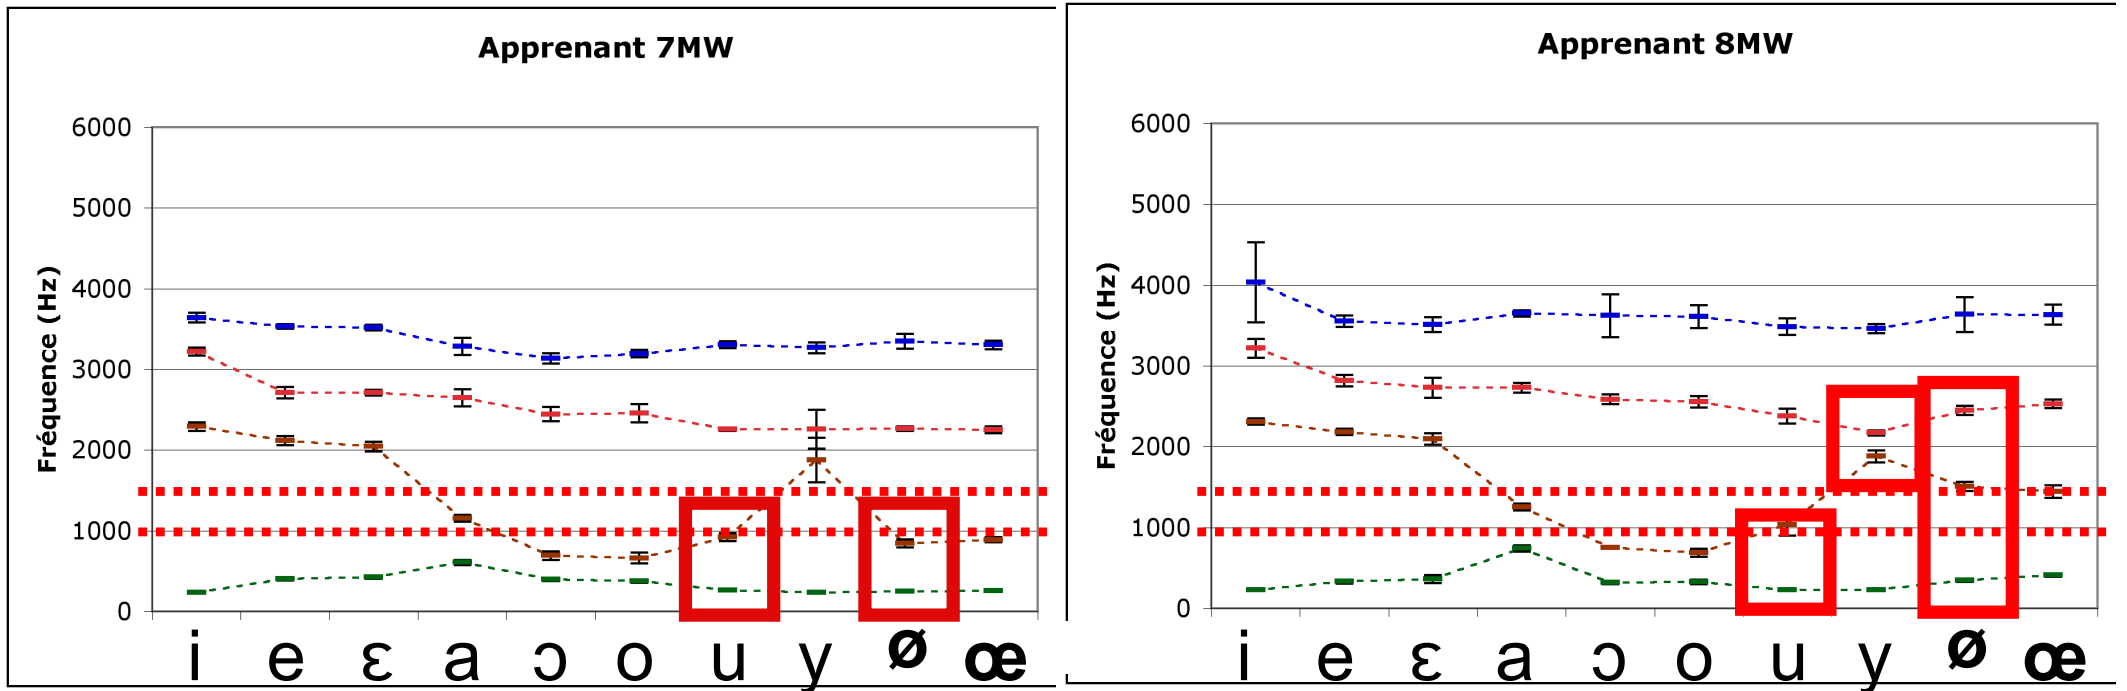 Apprenant 7MW
Fréquence (Hz)
6000
5000
4000
3000
2000
1000
0
i e ɛ a ɔ o u y ø œ
Apprenant 8MW
Fréquence (Hz)
6000
5000
4000
3000
2000
1000
0
i e ɛ a ɔ o u y ø œ